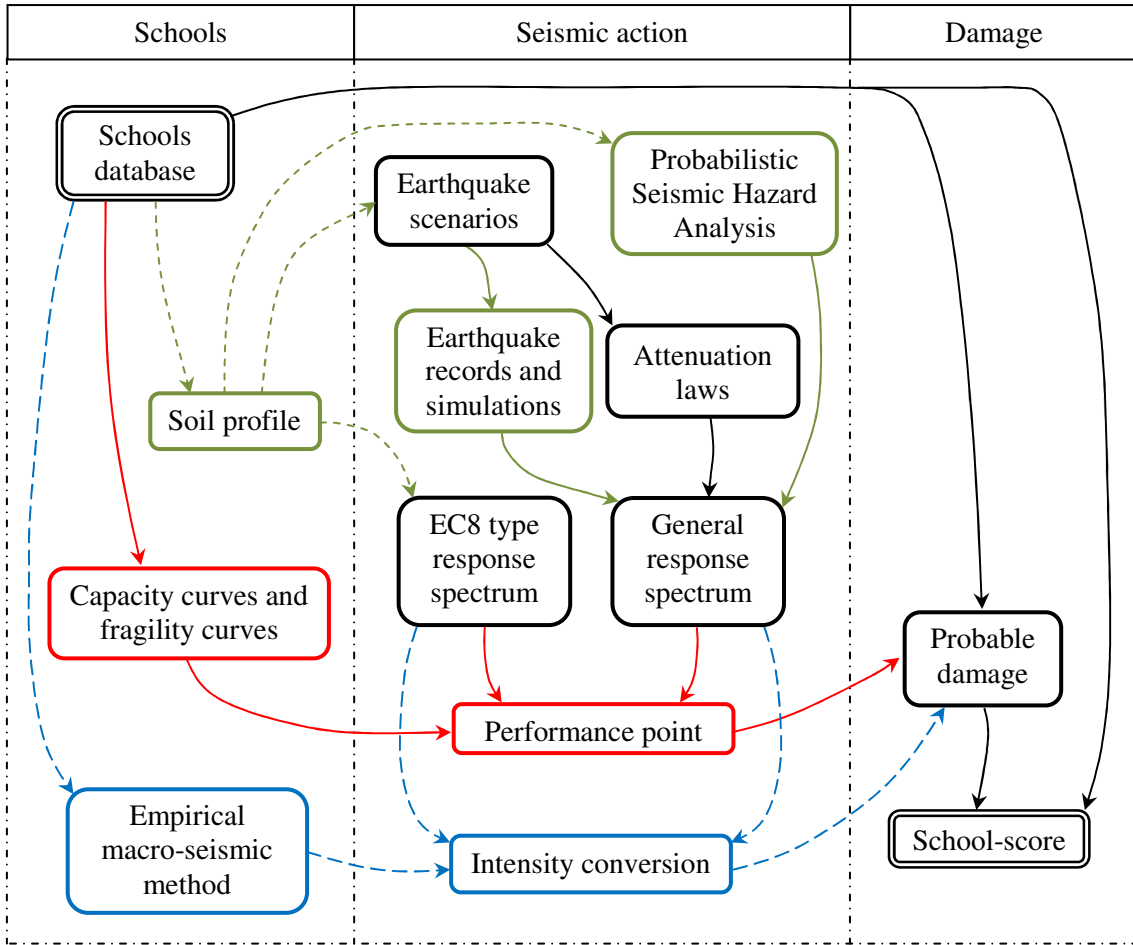 Schools
Seismic action
Damage
Schools
database
Earthquake
scenarios
Probabilistic
Seismic Hazard
Analysis
Earthquake
records and
simulations
Attenuation
laws
Soil profile
EC8 type
response
spectrum
General
response
spectrum
Capacity curves and
fragility curves
Probable
damage
Performance point
Empirical
macro-seismic
method
Intensity conversion
School-score